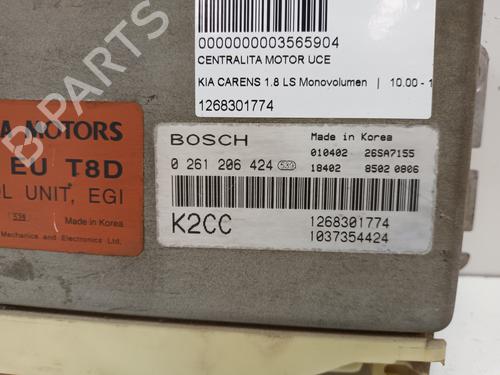 0000000003565904
CENTRALITA MOTOR UCE
KIA CARENS 1.8 LS Monovolumen | 10.00 - 1
1268301774
B PARTS
A MOTORS
EU T8D
OL UNIT, EGI
Made in Korea
Mechanics and Electronics Ltd.
BOSCH
Made in Korea
0 261 206 424
010402 26SA7155
18402 8502 0806
K2CC
1268301774
1037354424